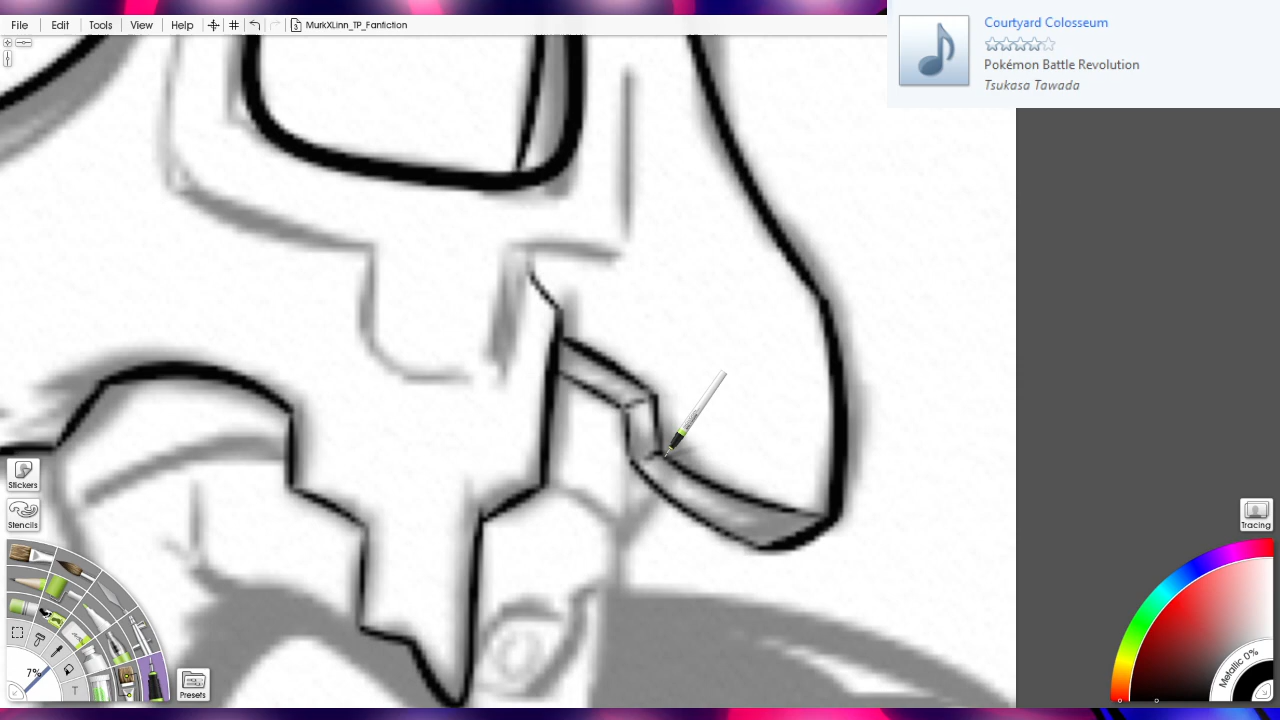 File Edit Tools View Help MurkXLinn_TP_Fanfiction
Courtyard Colosseum
Pokémon Battle Revolution
Tsukasa Tawada
Stickers
Stencils
Tracing
7%
T
Presets
Metallic 0%